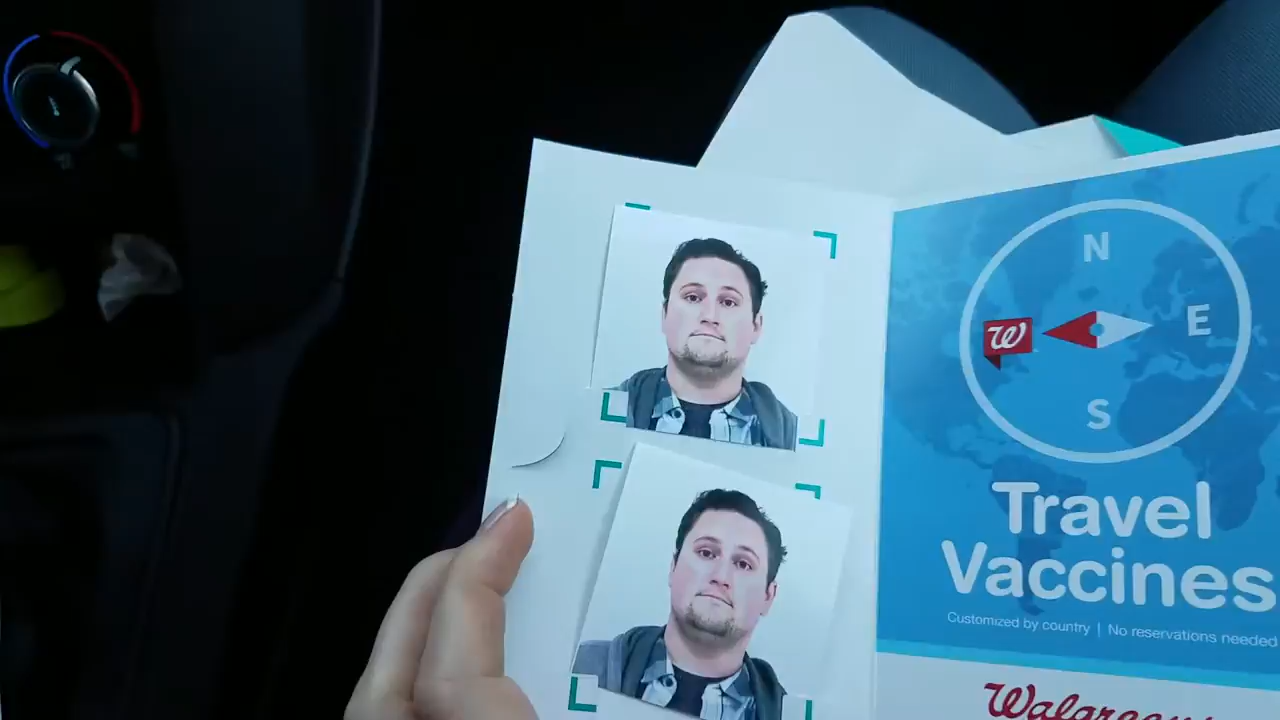 N
W
E
S
Travel
Vaccines
Customized by country | No reservations needed
Walgreens